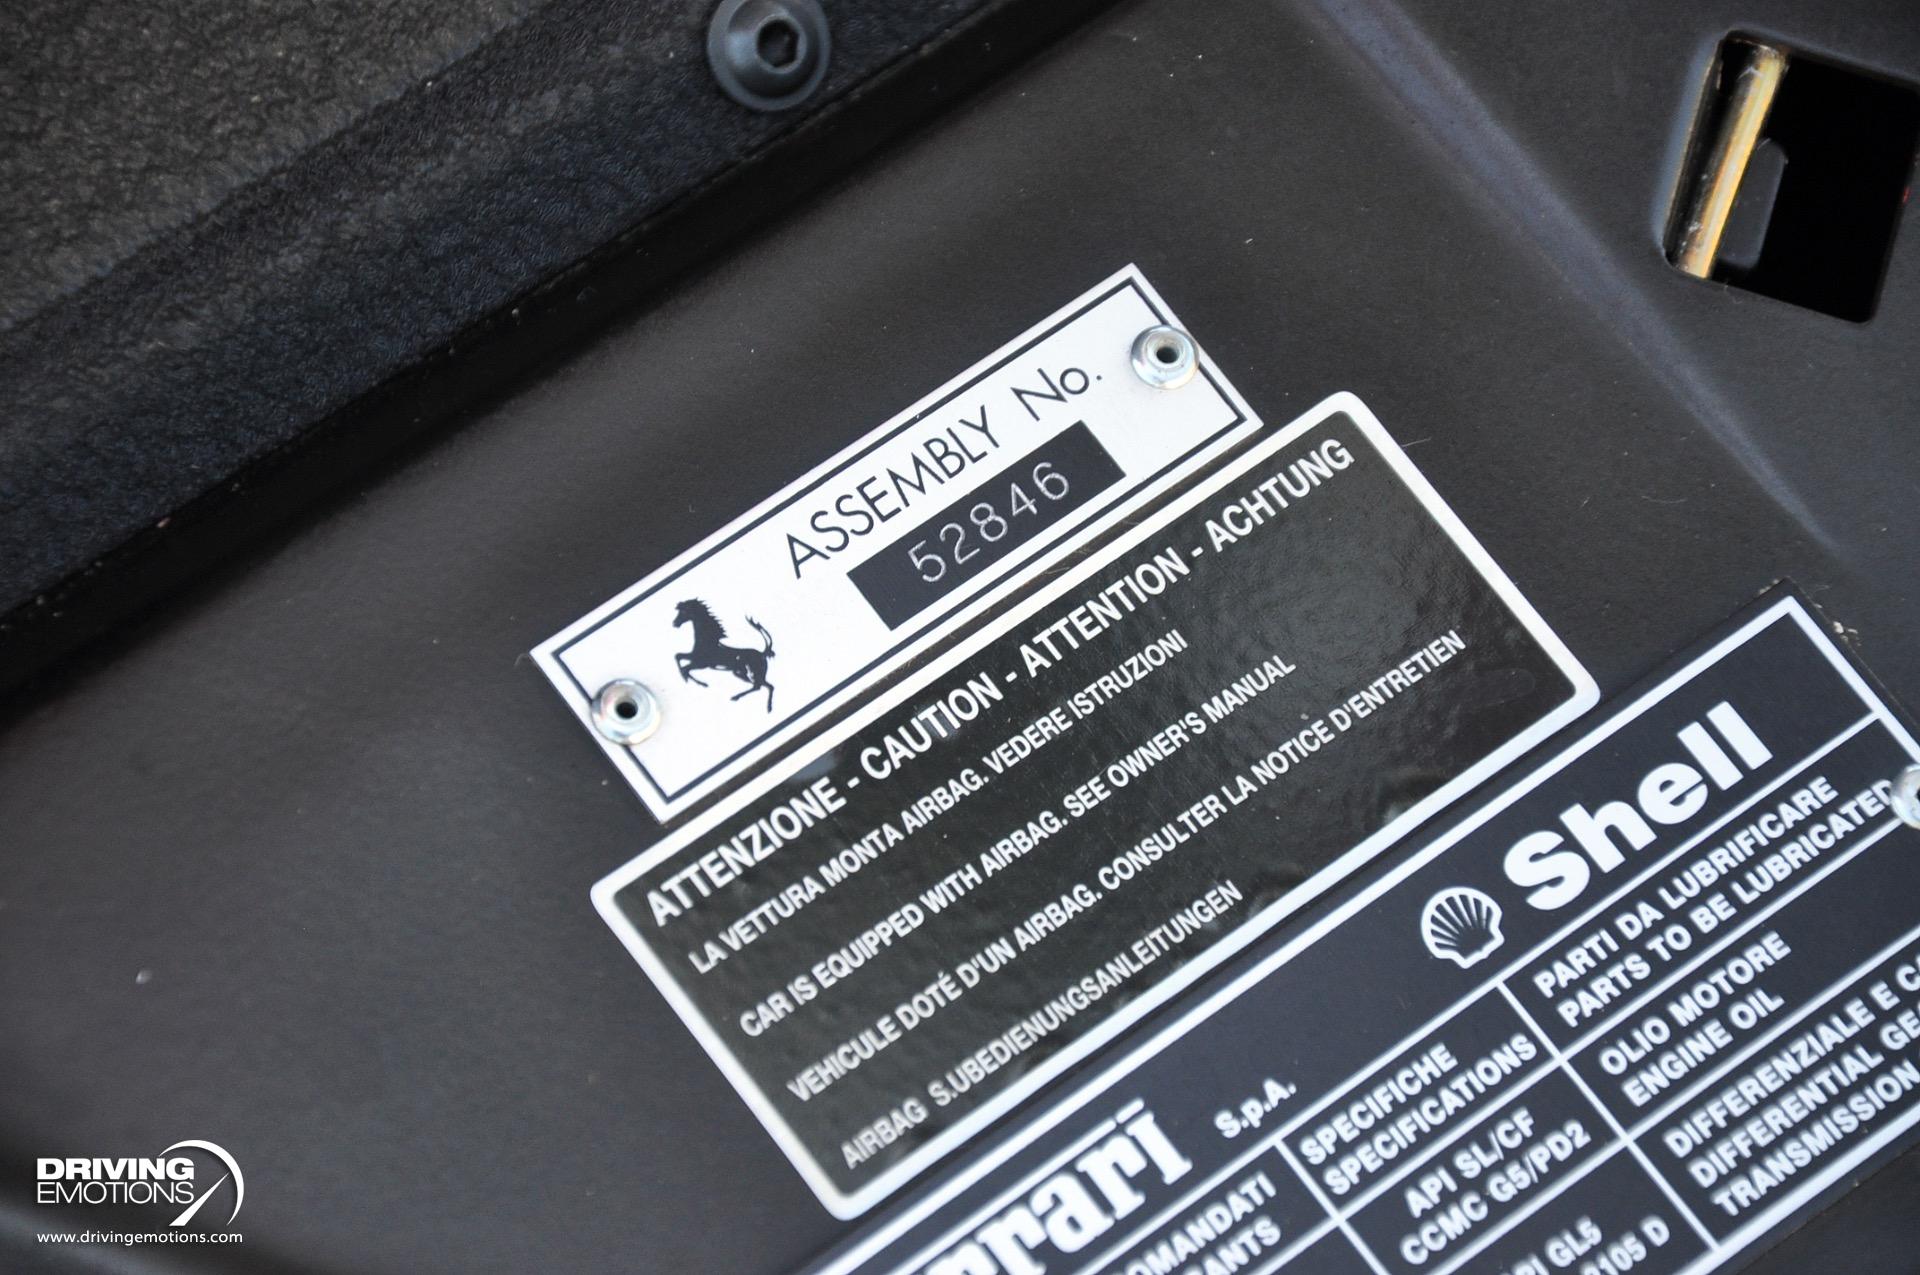 ASSEMBLY No.
52846
ATTENZIONE - CAUTION - ATTENTION - ACHTUNG
LA VETTURA MONTA AIRBAG. VEDERE ISTRUZIONI
CAR IS EQUIPPED WITH AIRBAG. SEE OWNER'S MANUAL
VEHICULE DOTÉ D'UN AIRBAG. CONSULTER LA NOTICE D'ENTRETIEN
AIRBAG S.UBEDIENUNGSANLEITUNGEN
Shell
PARTI DA LUBRIFICARE
PARTS TO BE LUBRICATED
OLIO MOTORE
ENGINE OIL
DIFFERENZIALE E
DIFFERENTIAL
TRANSMISSION
S.p.A.
SPECIFICHE
SPECIFICATIONS
API SL/CF
CCMC G5/PD2
GL5
D
DRIVING
EMOTIONS
www.drivingemotions.com